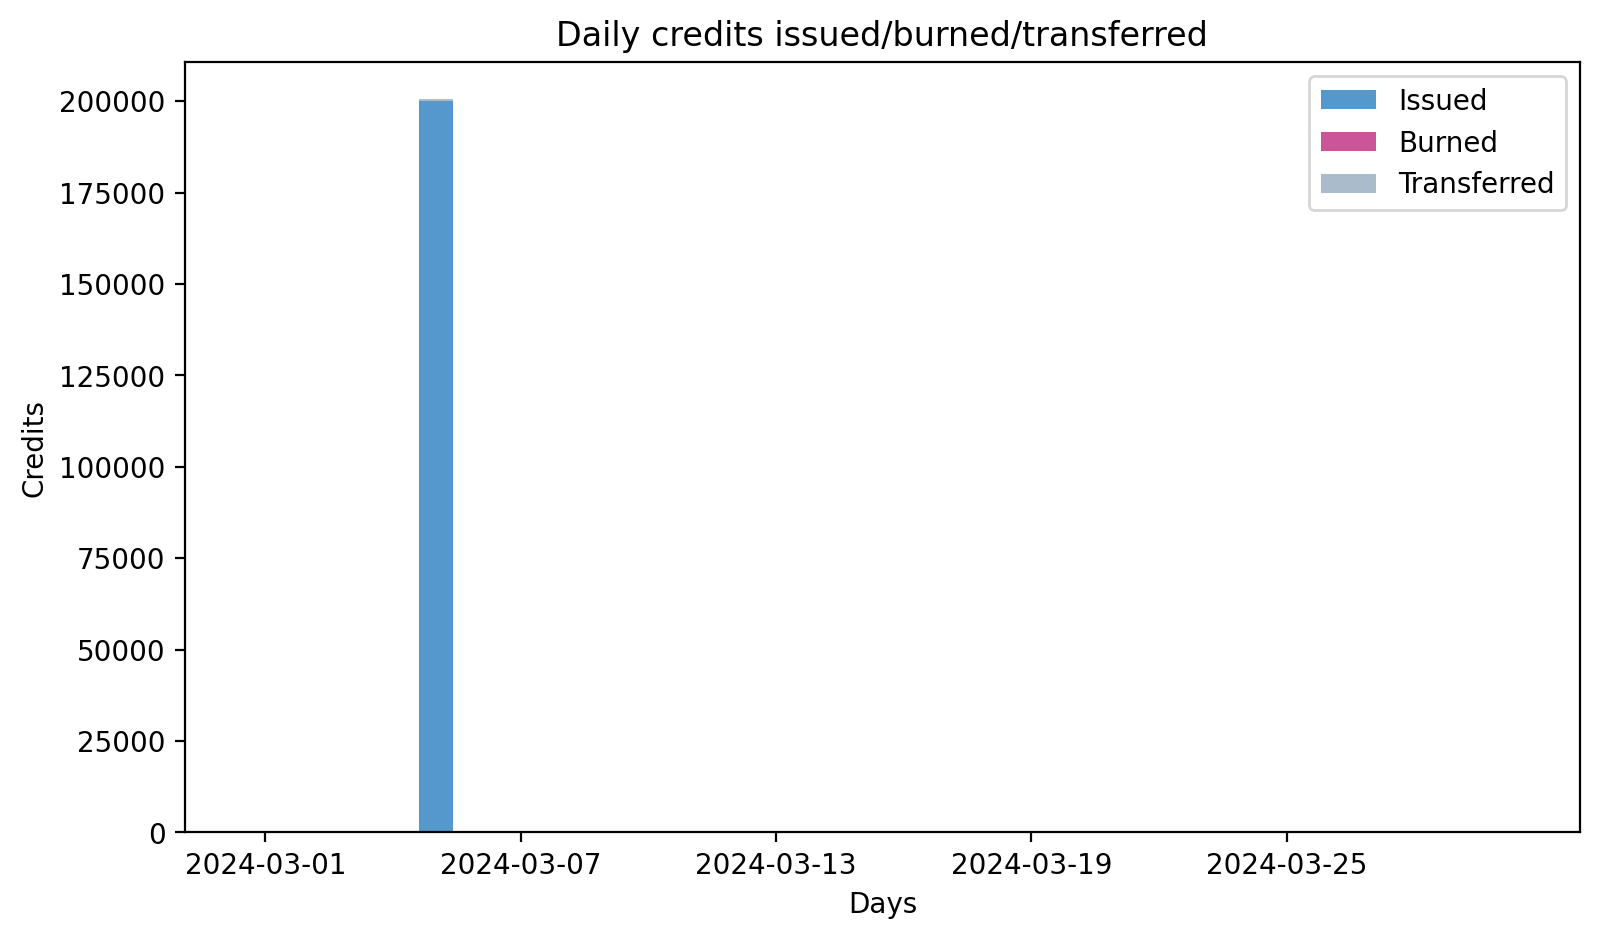 Daily credits issued/burned/transferred
200000
175000
150000
125000
100000
75000
50000
25000
0
Credits
Issued
Burned
Transferred
2024-03-01 2024-03-07 2024-03-13 2024-03-19 2024-03-25
Days